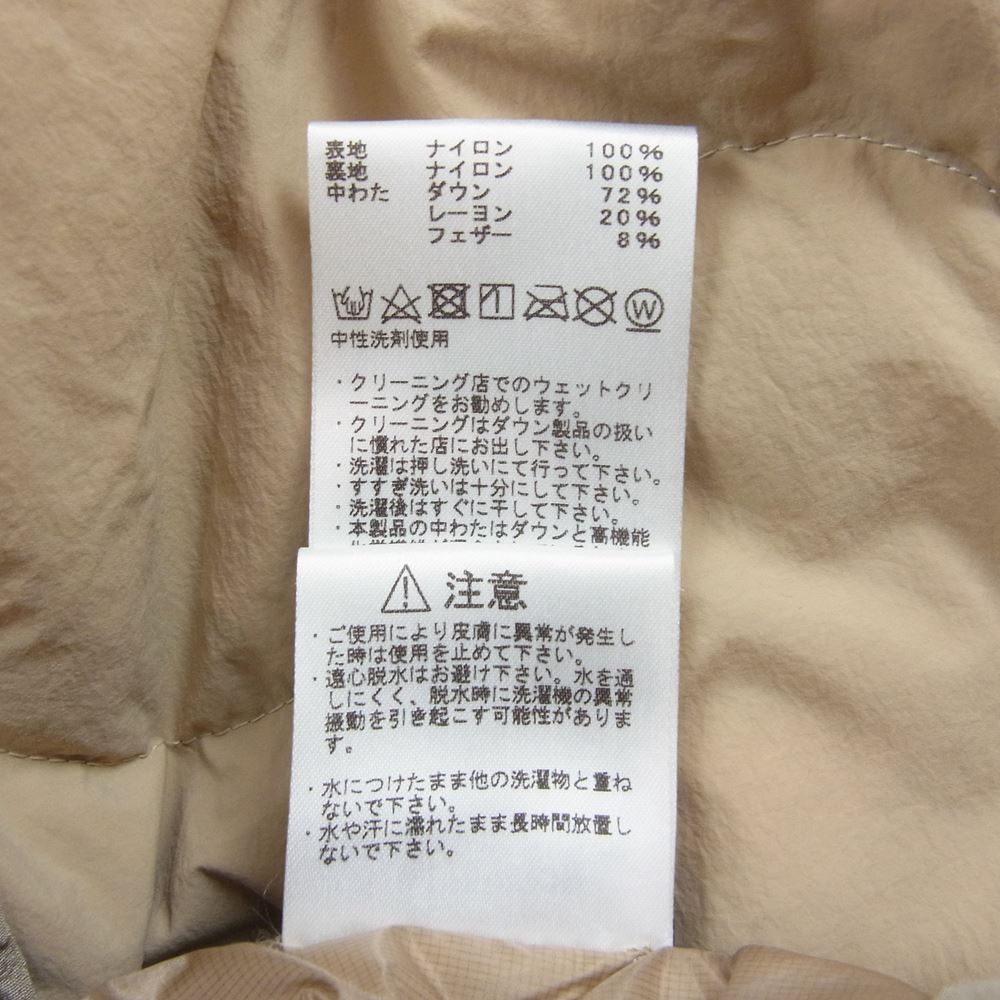 表地 ナイロン 100%
裏地 ナイロン 100%
中わた ダウン 72%
レーヨン 20%
フェザー 8%
W
中性洗剤使用
・クリーニング店でのウェットクリ
ーニングをお勧めします。
・クリーニングはダウン製品の扱い
に慣れた店にお出し下さい。
・洗濯は押し洗いにて行って下さい。
・すすぎ洗いは十分にして下さい。
・洗濯後はすぐに干して下さい。
・本製品の中わたはダウンと高機能
注意
・ご使用により皮膚に異常が発生し
た時は使用を止めて下さい。
・遠心脱水はお避け下さい。水を通
しにくく、脱水時に洗濯機の異常
振動を引き起こす可能性がありま
す。
・水につけたまま他の洗濯物と重ね
ないで下さい。
・水や汗に濡れたまま長時間放置し
ないで下さい。